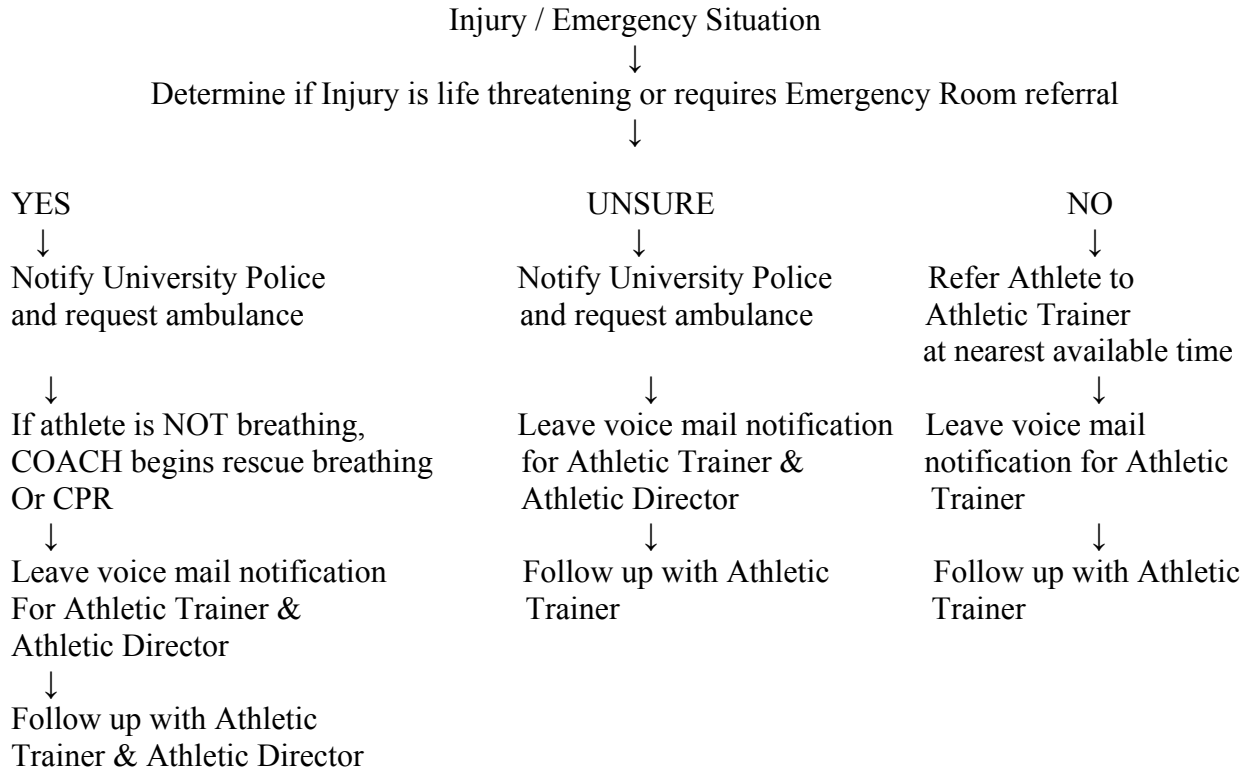 Injury / Emergency Situation
↓
Determine if Injury is life threatening or requires Emergency Room referral
↓
YES
↓
Notify University Police
and request ambulance
↓
If athlete is NOT breathing,
COACH begins rescue breathing
Or CPR
↓
Leave voice mail notification
For Athletic Trainer &
Athletic Director
↓
Follow up with Athletic
Trainer & Athletic Director
UNSURE
↓
Notify University Police
and request ambulance
↓
Leave voice mail notification
for Athletic Trainer &
Athletic Director
↓
Follow up with Athletic
Trainer
NO
↓
Refer Athlete to
Athletic Trainer
at nearest available time
↓
Leave voice mail
notification for Athletic
Trainer
↓
Follow up with Athletic
Trainer